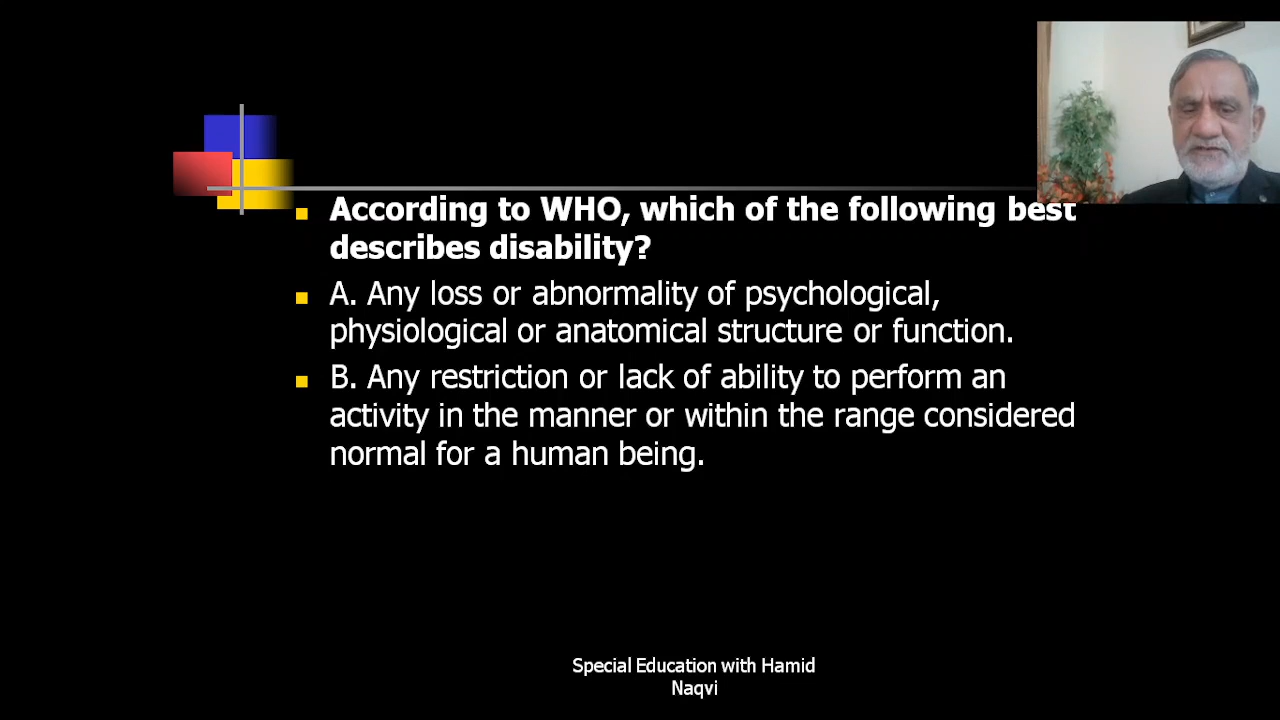 According to WHO, which of the following best
describes disability?
A. Any loss or abnormality of psychological,
physiological or anatomical structure or function.
B. Any restriction or lack of ability to perform an
activity in the manner or within the range considered
normal for a human being.
Special Education with Hamid
Naqvi